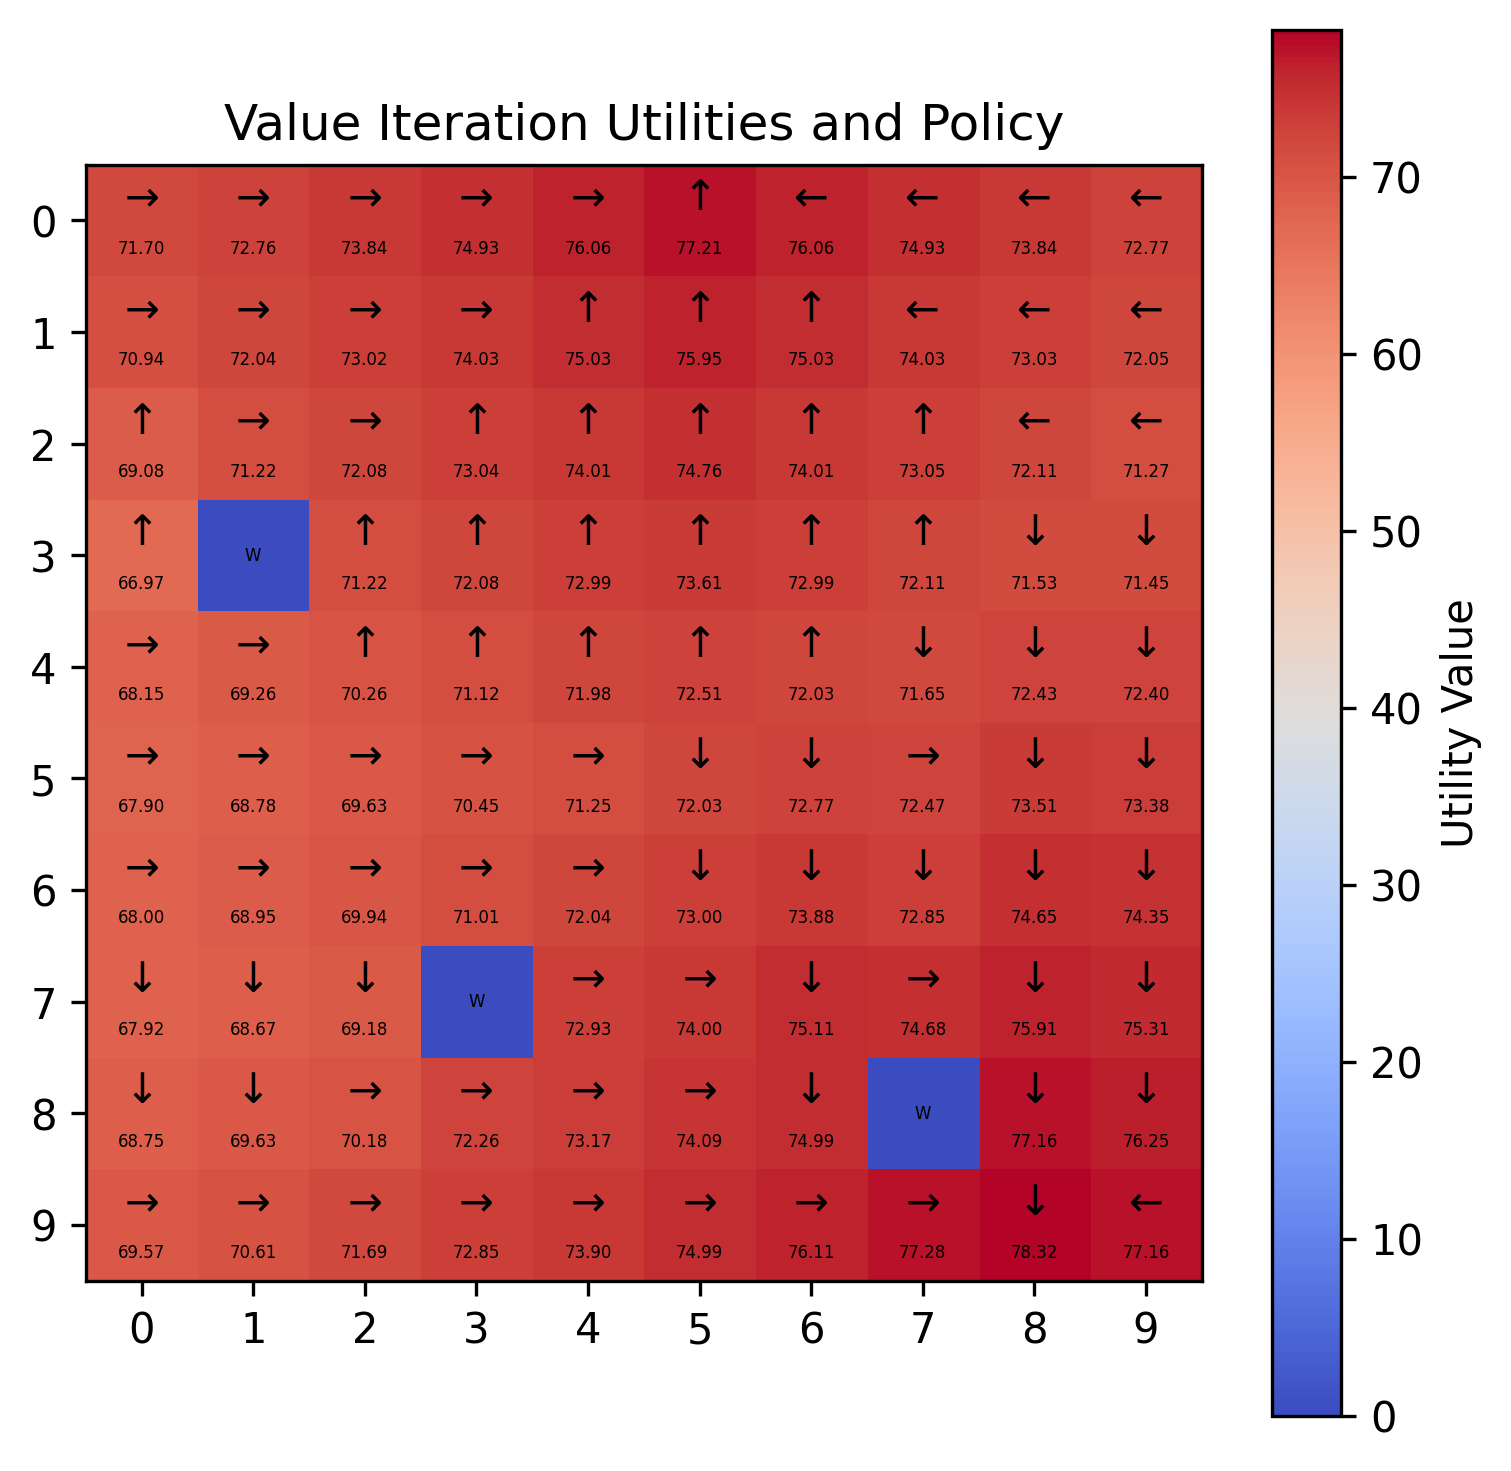 Value Iteration Utilities and Policy
0 → → → → → ↑ ← ← ← ←
71.70 72.76 73.84 74.93 76.06 77.21 76.06 74.93 73.84 72.77
1 → → → → ↑ ↑ ↑ ← ← ←
70.94 72.04 73.02 74.03 75.03 75.95 75.03 74.03 73.03 72.05
2 ↑ → → ↑ ↑ ↑ ↑ ↑ ← ←
69.08 71.22 72.08 73.04 74.01 74.76 74.01 73.05 72.11 71.27
3 ↑ W ↑ ↑ ↑ ↑ ↑ ↑ ↓ ↓
66.97 71.22 72.08 72.99 73.61 72.99 72.11 71.53 71.45
4 → → ↑ ↑ ↑ ↑ ↑ ↓ ↓ ↓
68.15 69.26 70.26 71.12 71.98 72.51 72.03 71.65 72.43 72.40
5 → → → → → ↓ ↓ → ↓ ↓
67.90 68.78 69.63 70.45 71.25 72.03 72.77 72.47 73.51 73.38
6 → → → → → ↓ ↓ ↓ ↓ ↓
68.00 68.95 69.94 71.01 72.04 73.00 73.88 72.85 74.65 74.35
7 ↓ ↓ ↓ W → → ↓ → ↓ ↓
67.92 68.67 69.18 72.93 74.00 75.11 74.68 75.91 75.31
8 ↓ ↓ → → → → ↓ W ↓ ↓
68.75 69.63 70.18 72.26 73.17 74.09 74.99 77.16 76.25
9 → → → → → → → → ↓ ←
69.57 70.61 71.69 72.85 73.90 74.99 76.11 77.28 78.32 77.16
0 1 2 3 4 5 6 7 8 9
70
60
50
40
30
20
10
0
Utility Value